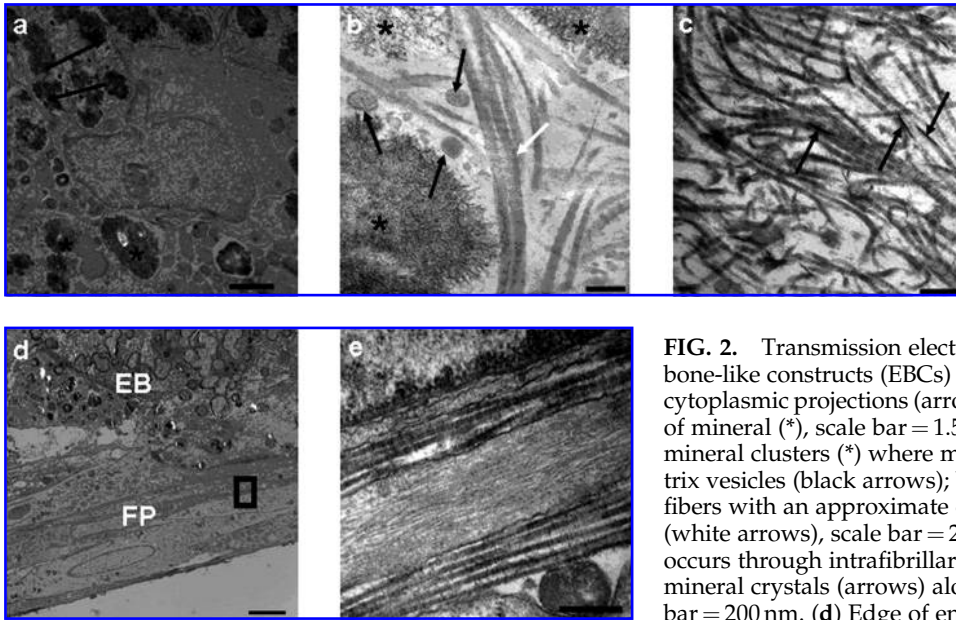 a
b
c
*
*
*
*
*
d
EB
FP
e
FIG. 2. Transmission elect
bone-like constructs (EBCs)
cytoplasmic projections (arro
of mineral (*), scale bar = 1.5
mineral clusters (*) where m
trix vesicles (black arrows);
fibers with an approximate
(white arrows), scale bar = 2
occurs through intrafibrillar
mineral crystals (arrows) alo
bar = 200 nm. (d) Edge of en